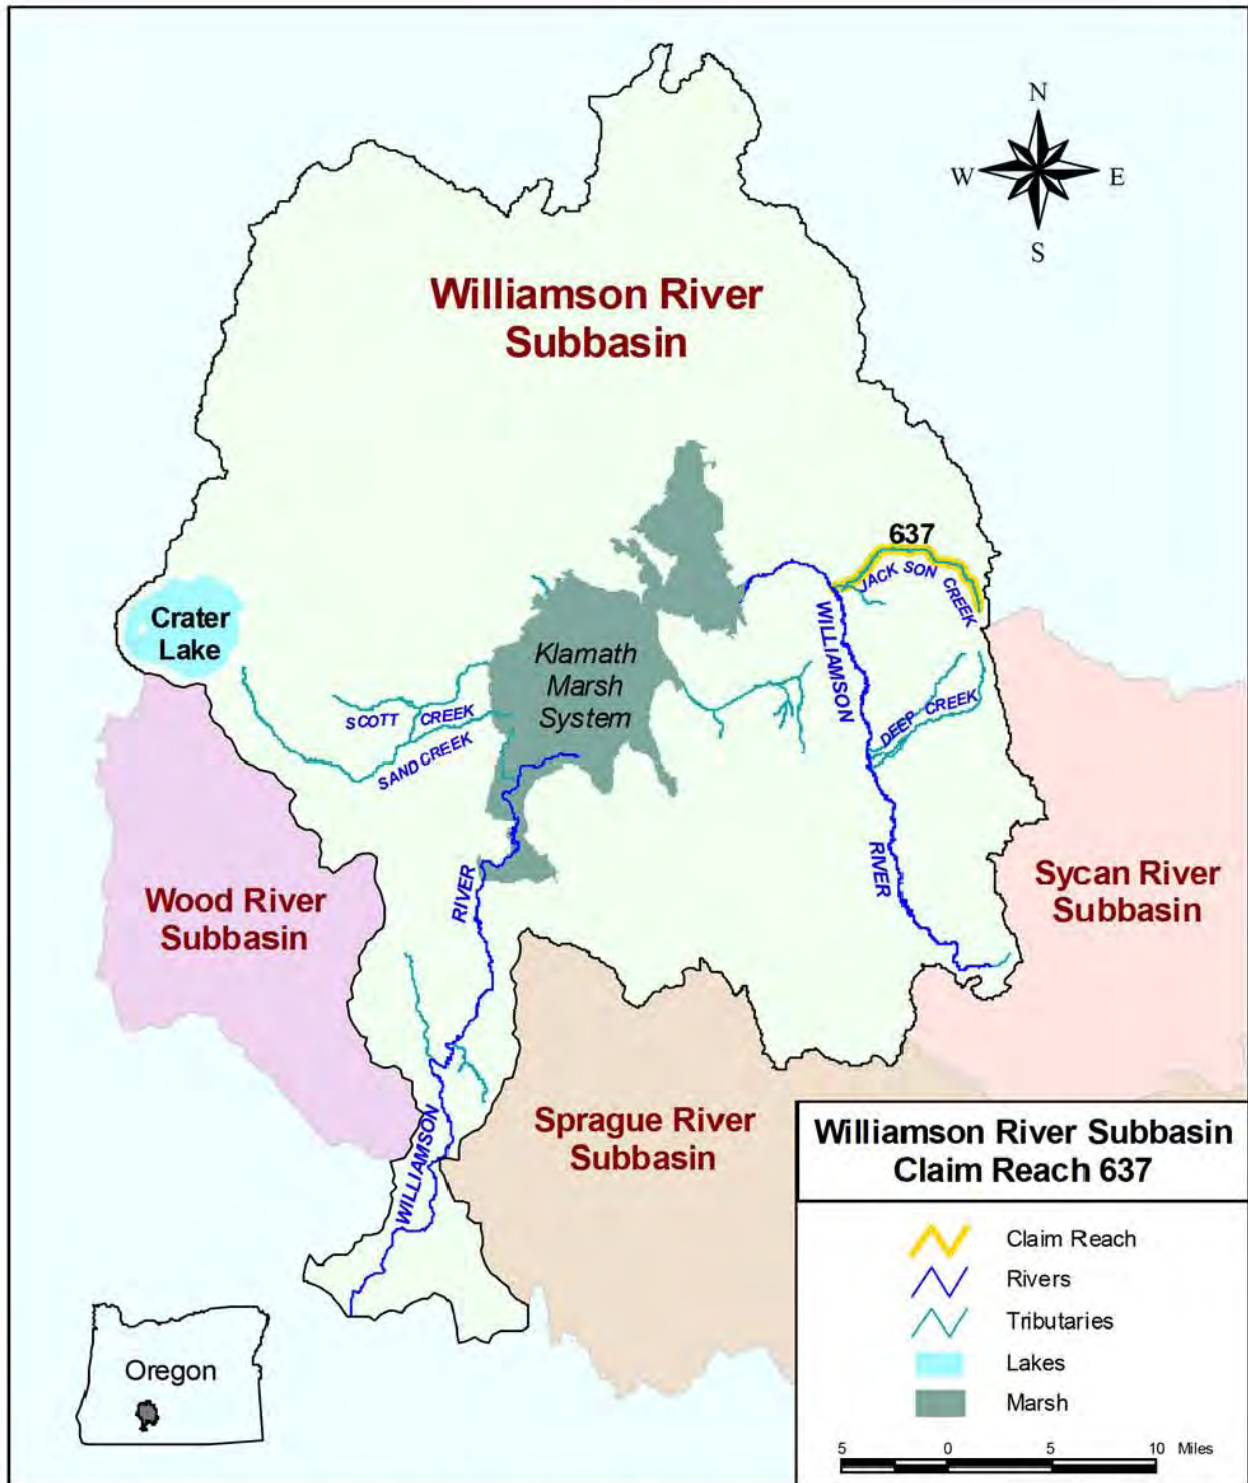 N
W
E
S
Williamson River
Subbasin
637
JACKSON CREEK
Crater
Lake
Klamath
Marsh
System
WILLIAMSON
RIVER
SCOTT CREEK
SAND CREEK
DEEP CREEK
Wood River
Subbasin
RIVER
WILLIAMSON
Sycan River
Subbasin
Sprague River
Subbasin
Williamson River Subbasin
Claim Reach 637
Claim Reach
Rivers
Tributaries
Lakes
Marsh
5 0 5 10 Miles
Oregon